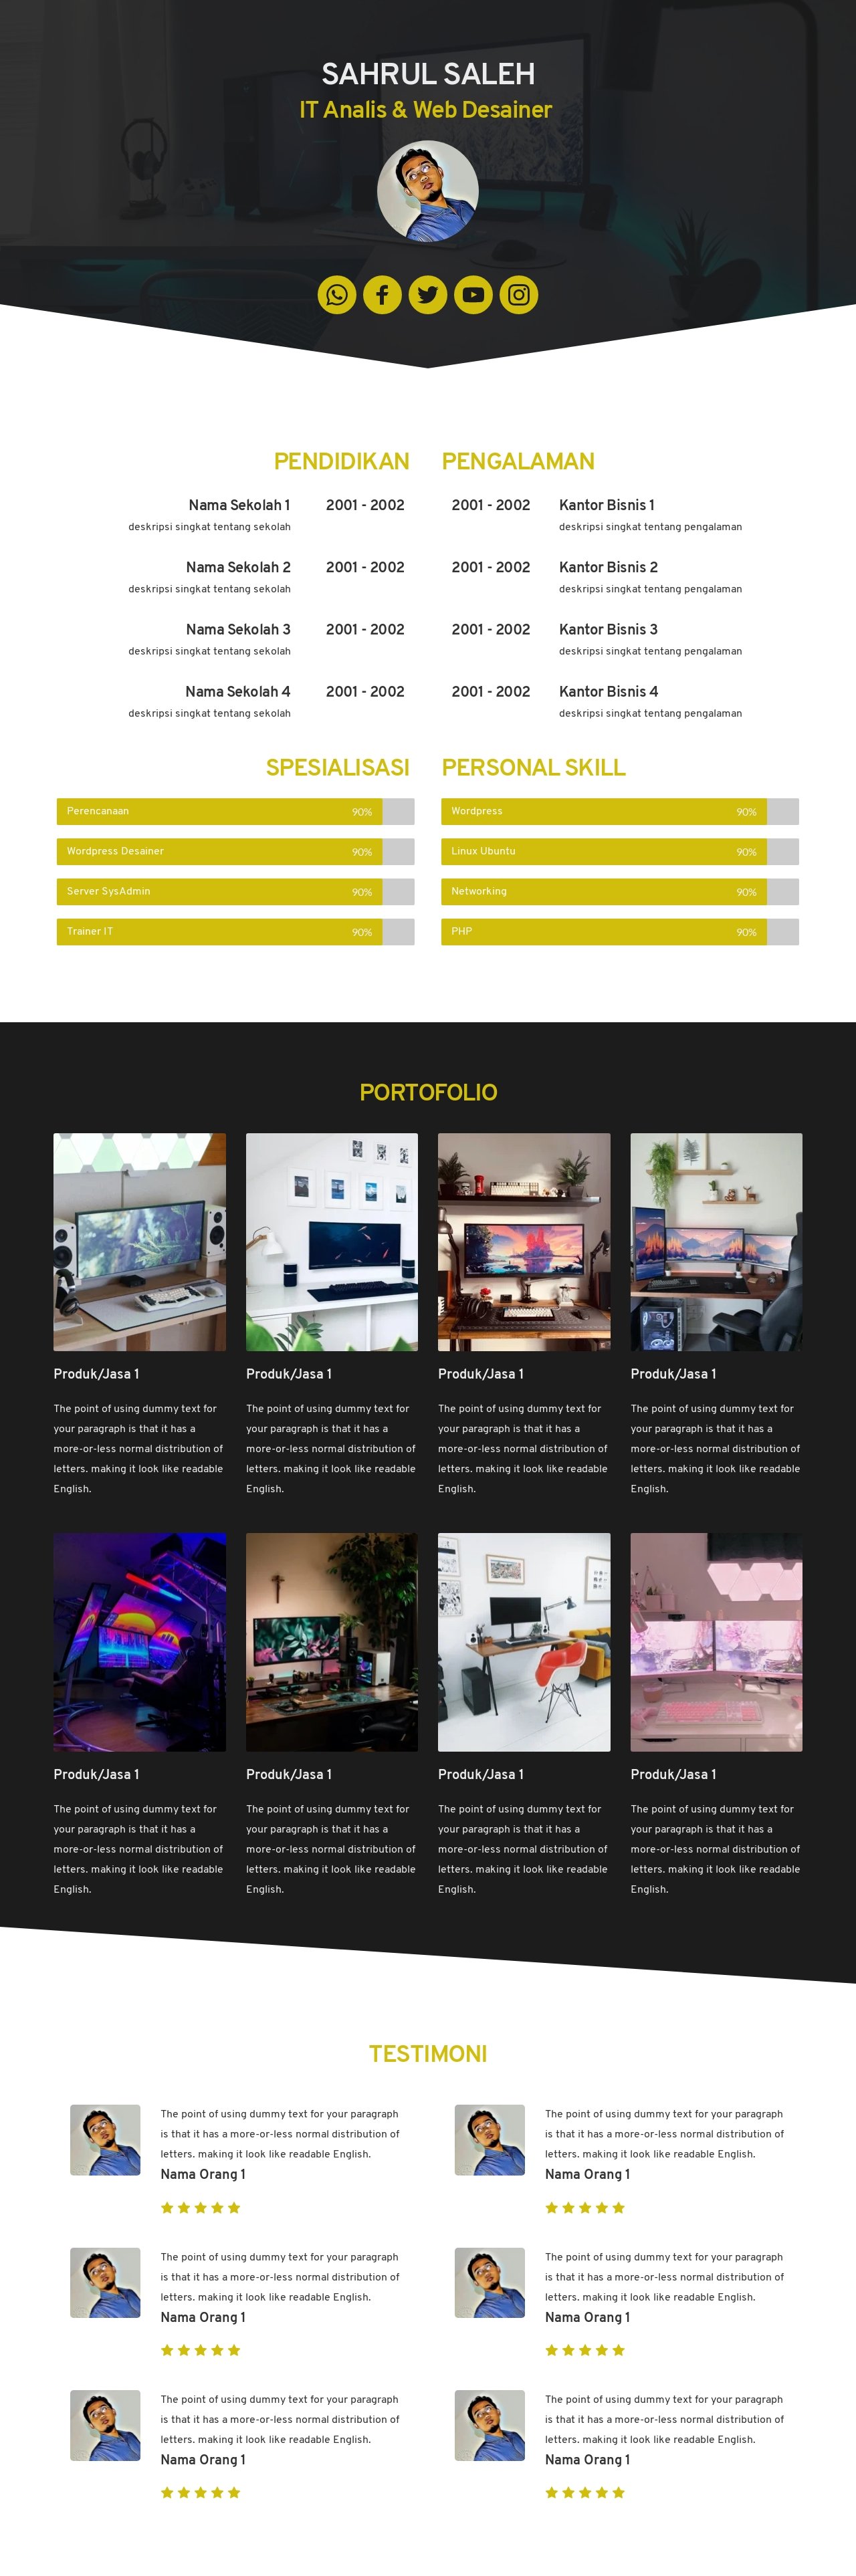 SAHRUL SALEH
IT Analis & Web Desainer
PENDIDIKAN
Nama Sekolah 1 2001 - 2002
deskripsi singkat tentang sekolah
Nama Sekolah 2 2001 - 2002
deskripsi singkat tentang sekolah
Nama Sekolah 3 2001 - 2002
deskripsi singkat tentang sekolah
Nama Sekolah 4 2001 - 2002
deskripsi singkat tentang sekolah
PENGALAMAN
2001 - 2002 Kantor Bisnis 1
deskripsi singkat tentang pengalaman
2001 - 2002 Kantor Bisnis 2
deskripsi singkat tentang pengalaman
2001 - 2002 Kantor Bisnis 3
deskripsi singkat tentang pengalaman
2001 - 2002 Kantor Bisnis 4
deskripsi singkat tentang pengalaman
SPESIALISASI
Perencanaan 90%
Wordpress Desainer 90%
Server SysAdmin 90%
Trainer IT 90%
PERSONAL SKILL
Wordpress 90%
Linux Ubuntu 90%
Networking 90%
PHP 90%
PORTOFOLIO
Produk/Jasa 1
The point of using dummy text for
your paragraph is that it has a
more-or-less normal distribution of
letters. making it look like readable
English.
Produk/Jasa 1
The point of using dummy text for
your paragraph is that it has a
more-or-less normal distribution of
letters. making it look like readable
English.
Produk/Jasa 1
The point of using dummy text for
your paragraph is that it has a
more-or-less normal distribution of
letters. making it look like readable
English.
Produk/Jasa 1
The point of using dummy text for
your paragraph is that it has a
more-or-less normal distribution of
letters. making it look like readable
English.
Produk/Jasa 1
The point of using dummy text for
your paragraph is that it has a
more-or-less normal distribution of
letters. making it look like readable
English.
Produk/Jasa 1
The point of using dummy text for
your paragraph is that it has a
more-or-less normal distribution of
letters. making it look like readable
English.
Produk/Jasa 1
The point of using dummy text for
your paragraph is that it has a
more-or-less normal distribution of
letters. making it look like readable
English.
Produk/Jasa 1
The point of using dummy text for
your paragraph is that it has a
more-or-less normal distribution of
letters. making it look like readable
English.
TESTIMONI
The point of using dummy text for your paragraph
is that it has a more-or-less normal distribution of
letters. making it look like readable English.
Nama Orang 1
The point of using dummy text for your paragraph
is that it has a more-or-less normal distribution of
letters. making it look like readable English.
Nama Orang 1
The point of using dummy text for your paragraph
is that it has a more-or-less normal distribution of
letters. making it look like readable English.
Nama Orang 1
The point of using dummy text for your paragraph
is that it has a more-or-less normal distribution of
letters. making it look like readable English.
Nama Orang 1
The point of using dummy text for your paragraph
is that it has a more-or-less normal distribution of
letters. making it look like readable English.
Nama Orang 1
The point of using dummy text for your paragraph
is that it has a more-or-less normal distribution of
letters. making it look like readable English.
Nama Orang 1